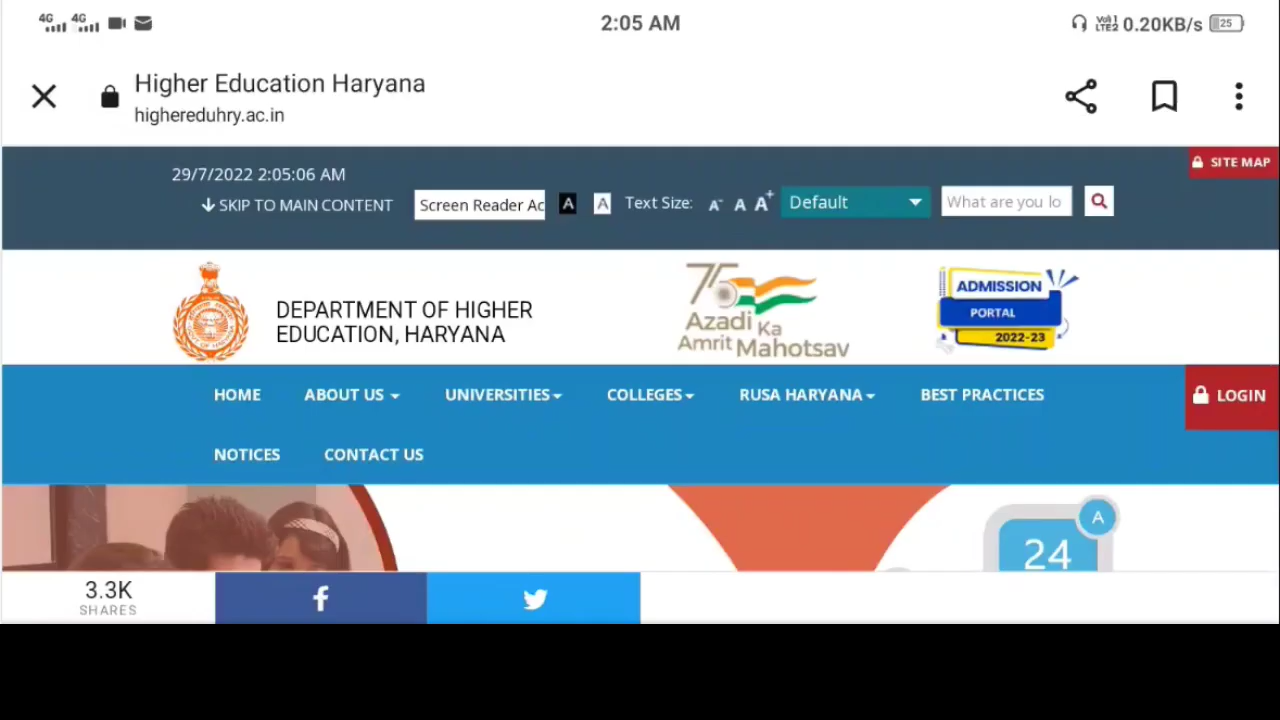 4G 4G
2:05 AM
0.20KB/s 25
Higher Education Haryana
highereduhry.ac.in
SITE MAP
29/7/2022 2:05:06 AM
SKIP TO MAIN CONTENT Screen Reader Ac A A Text Size: A- A A+ Default What are you lo
DEPARTMENT OF HIGHER
EDUCATION, HARYANA
75
Azadi Ka
Amrit Mahotsav
ADMISSION
PORTAL
2022-23
HOME ABOUT US UNIVERSITIES COLLEGES RUSA HARYANA BEST PRACTICES LOGIN
NOTICES CONTACT US
A
24
3.3K
SHARES